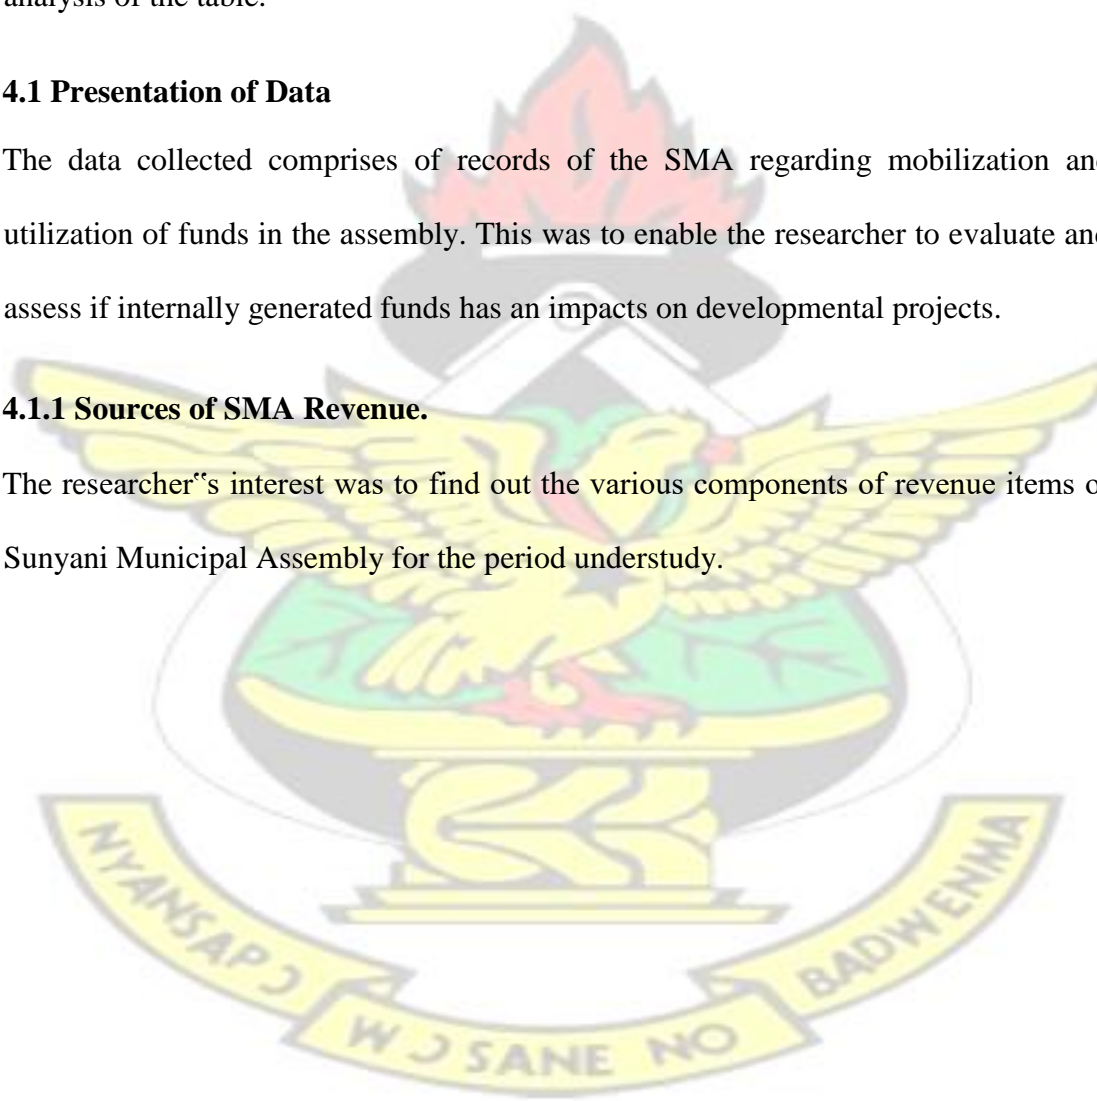 analysis of the table.
4.1 Presentation of Data
The data collected comprises of records of the SMA regarding mobilization an
utilization of funds in the assembly. This was to enable the researcher to evaluate an
assess if internally generated funds has an impacts on developmental projects.
4.1.1 Sources of SMA Revenue.
The researcher‟s interest was to find out the various components of revenue items o
Sunyani Municipal Assembly for the period understudy.
NYANSAPƆ
WƆ SANE NO
BADWENMA